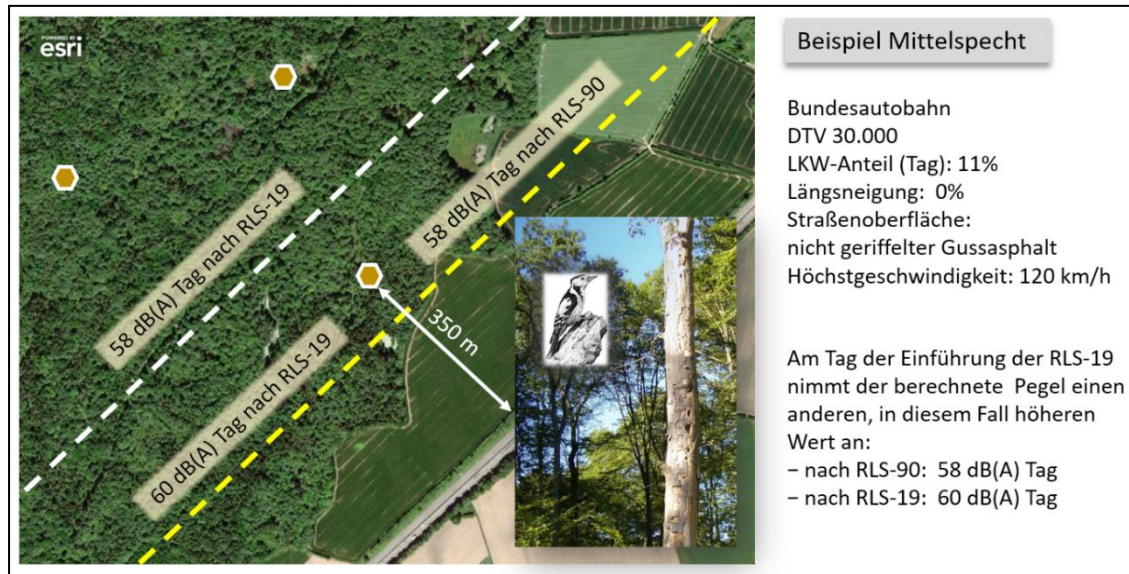 POWERED BY
esri
58 dB(A) Tag nach RLS-19
58 dB(A) Tag nach RLS-90
60 dB(A) Tag nach RLS-19
350 m
Beispiel Mittelspecht
Bundesautobahn
DTV 30.000
LKW-Anteil (Tag): 11%
Längsneigung: 0%
Straßenoberfläche:
nicht geriffelter Gussasphalt
Höchstgeschwindigkeit: 120 km/h
Am Tag der Einführung der RLS-19
nimmt der berechnete Pegel einen
anderen, in diesem Fall höheren
Wert an:
− nach RLS-90: 58 dB(A) Tag
− nach RLS-19: 60 dB(A) Tag